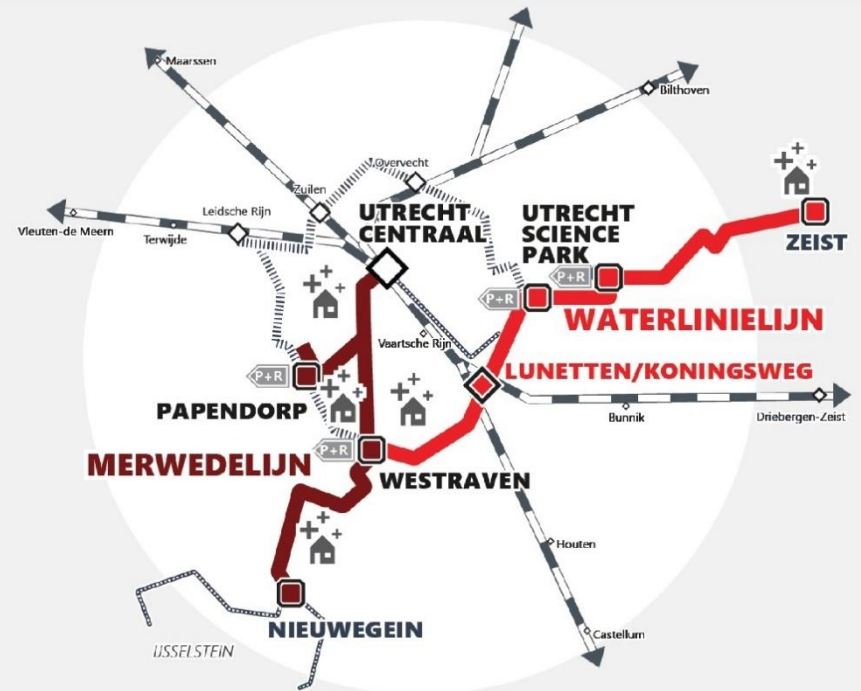 Maarssen
Bilthoven
Overvecht
Zuilen
Leidsche Rijn
Vleuten-de Meern
Terwijde
UTRECHT
CENTRAAL
UTRECHT
SCIENCE
PARK
P+R
P+R
ZEIST
WATERLINIELIJN
Vaartsche Rijn
LUNETTEN/KONINGSWEG
P+R
PAPENDORP
Bunnik
Driebergen-Zeist
P+R
MERWEDELIJN
WESTRAVEN
Houten
NIEUWEGEIN
Castellum
IJSSELSTEIN